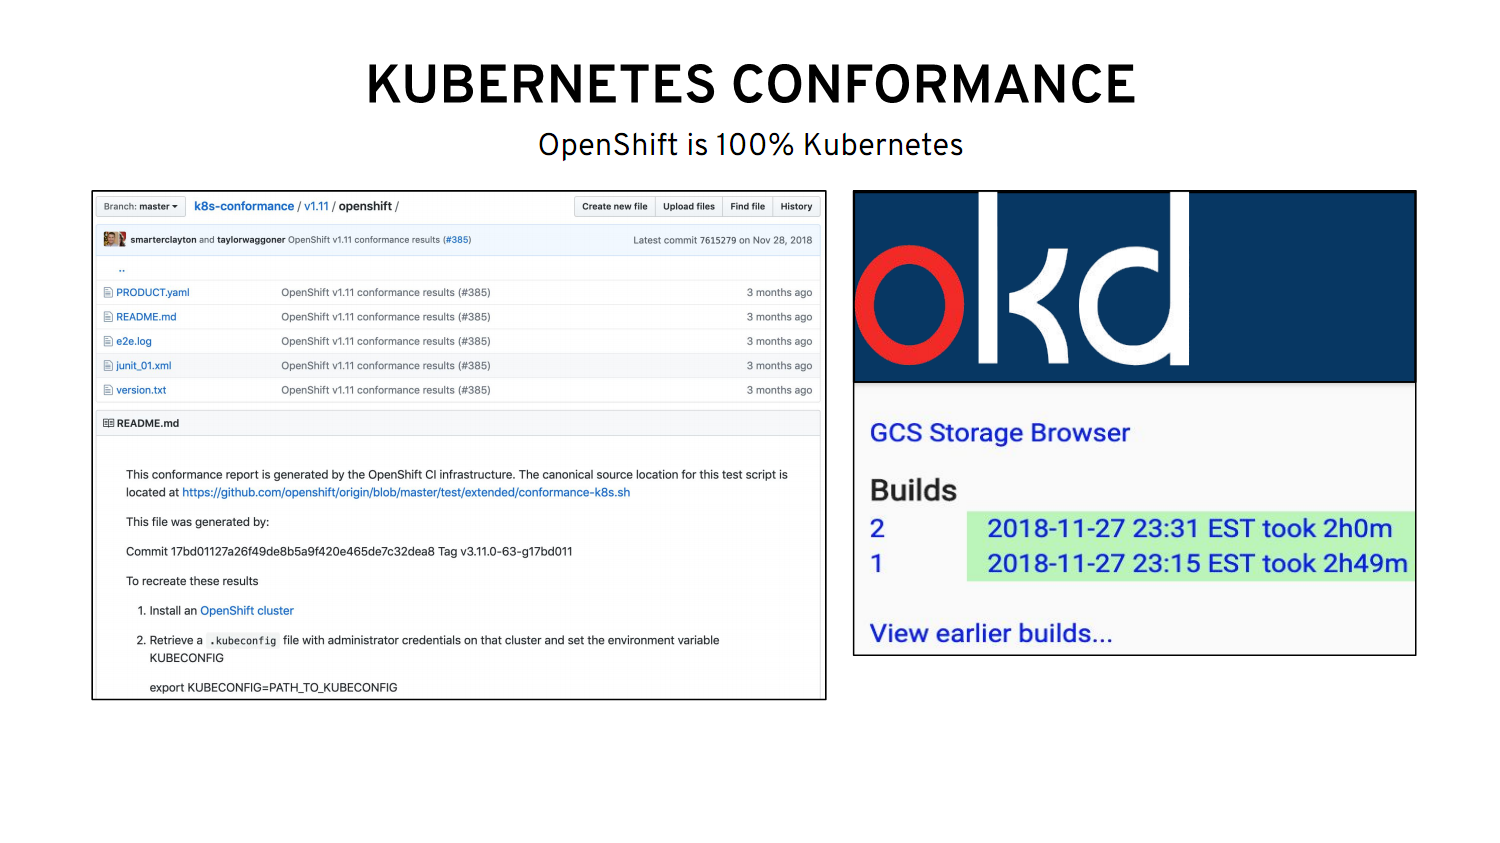 KUBERNETES CONFORMANCE
OpenShift is 100% Kubernetes
Branch: master k8s-conformance / v1.11 / openshift / Create new file Upload files Find file History
smarterclayton and taylorwaggoner OpenShift v1.11 conformance results (#385) Latest commit 7615279 on Nov 28, 2018
..
PRODUCT.yaml OpenShift v1.11 conformance results (#385) 3 months ago
README.md OpenShift v1.11 conformance results (#385) 3 months ago
e2e.log OpenShift v1.11 conformance results (#385) 3 months ago
junit_01.xml OpenShift v1.11 conformance results (#385) 3 months ago
version.txt OpenShift v1.11 conformance results (#385) 3 months ago
README.md
This conformance report is generated by the OpenShift CI infrastructure. The canonical source location for this test script is
located at https://github.com/openshift/origin/blob/master/test/extended/conformance-k8s.sh
This file was generated by:
Commit 17bd01127a26f49de8b5a9f420e465de7c32dea8 Tag v3.11.0-63-g17bd011
To recreate these results
1. Install an OpenShift cluster
2. Retrieve a .kubeconfig file with administrator credentials on that cluster and set the environment variable
KUBECONFIG
export KUBECONFIG=PATH_TO_KUBECONFIG
okd
GCS Storage Browser
Builds
2 2018-11-27 23:31 EST took 2h0m
1 2018-11-27 23:15 EST took 2h49m
View earlier builds...